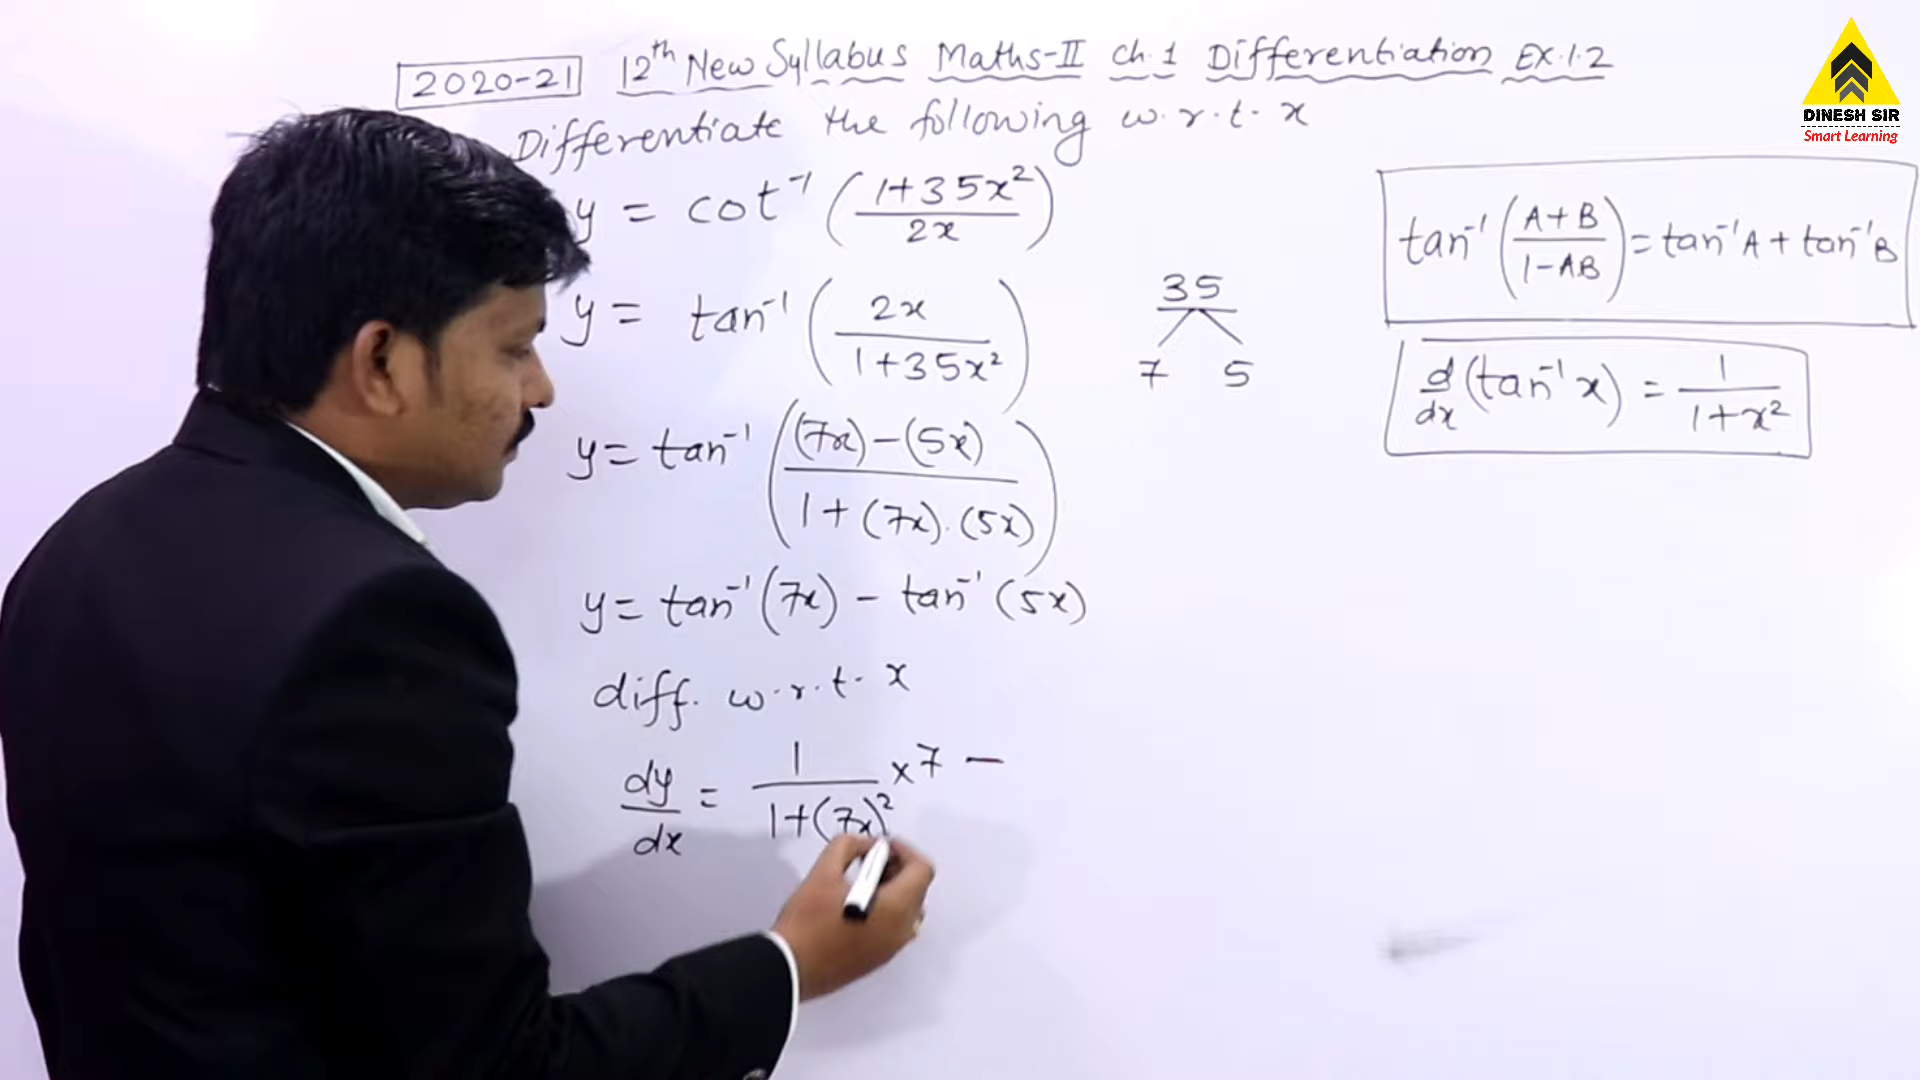 2020-21 12th New Syllabus Maths-II Ch.1 Differentiation Ex.1.2
Differentiate the following w.r.t. x
y = cot⁻¹ ( (1+35x²) / 2x )
y = tan⁻¹ ( 2x / (1+35x²) )
35
7 5
y = tan⁻¹ ( ((7x)-(5x)) / (1+(7x).(5x)) )
y = tan⁻¹(7x) - tan⁻¹(5x)
diff. w.r.t. x
dy/dx = 1/(1+(7x)²) x 7 -
tan⁻¹ ( (A+B) / (1-AB) ) = tan⁻¹A + tan⁻¹B
d/dx (tan⁻¹ x) = 1/(1+x²)
DINESH SIR
Smart Learning